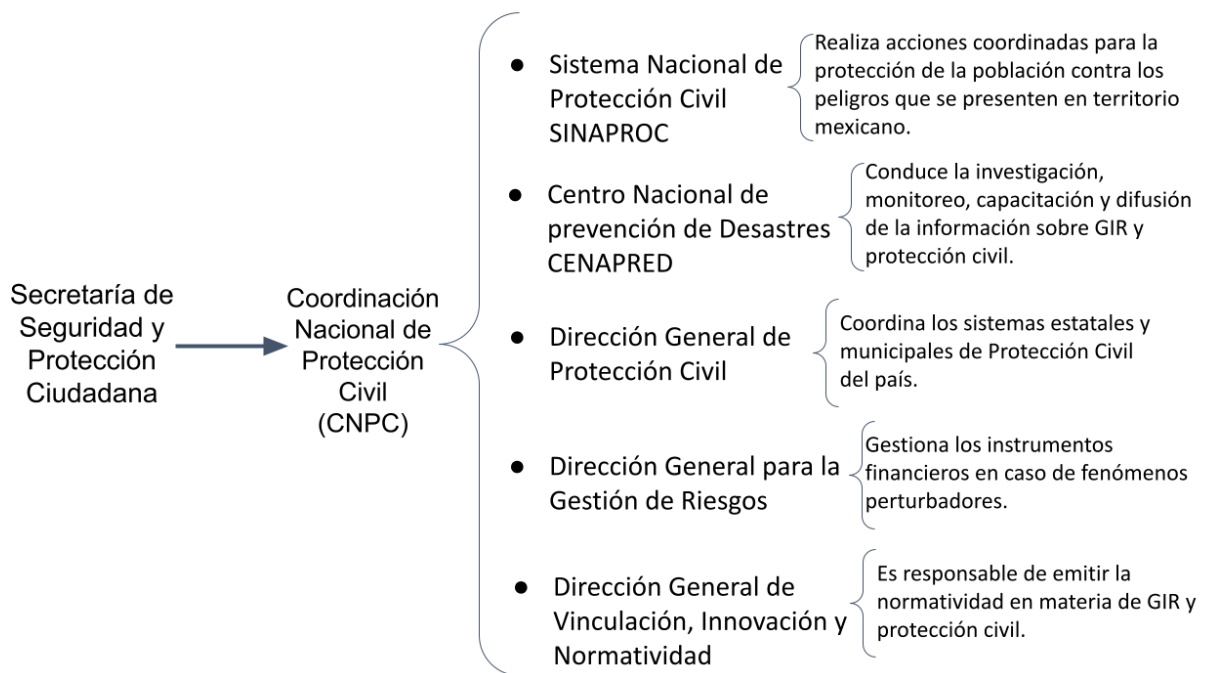 Secretaría de
Seguridad y
Protección
Ciudadana
Coordinación
Nacional de
Protección
Civil
(CNPC)
● Sistema Nacional de
Protección Civil
SINAPROC
Realiza acciones coordinadas para la
protección de la población contra los
peligros que se presenten en territorio
mexicano.
● Centro Nacional de
prevención de Desastres
CENAPRED
Conduce la investigación,
monitoreo, capacitación y difusión
de la información sobre GIR y
protección civil.
● Dirección General de
Protección Civil
Coordina los sistemas estatales y
municipales de Protección Civil
del país.
● Dirección General para la
Gestión de Riesgos
Gestiona los instrumentos
financieros en caso de fenómenos
perturbadores.
● Dirección General de
Vinculación, Innovación y
Normatividad
Es responsable de emitir la
normatividad en materia de GIR y
protección civil.